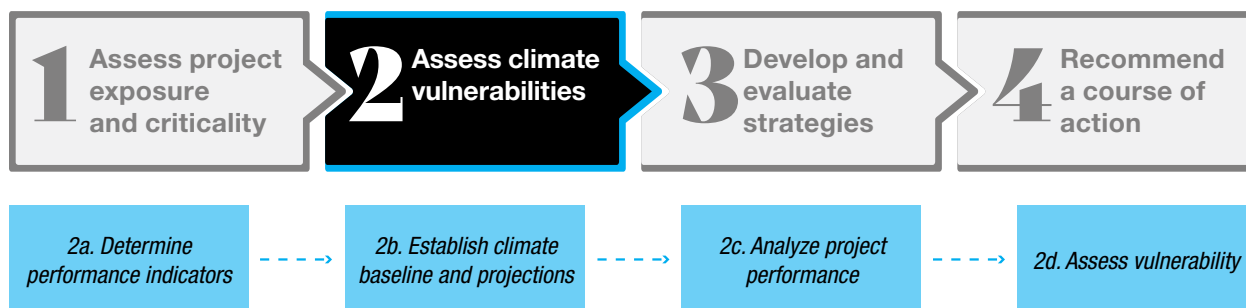 1
Assess project
exposure
and criticality
2
Assess climate
vulnerabilities
3
Develop and
evaluate
strategies
4
Recommend
a course of
action
2a. Determine
performance indicators
2b. Establish climate
baseline and projections
2c. Analyze project
performance
2d. Assess vulnerability